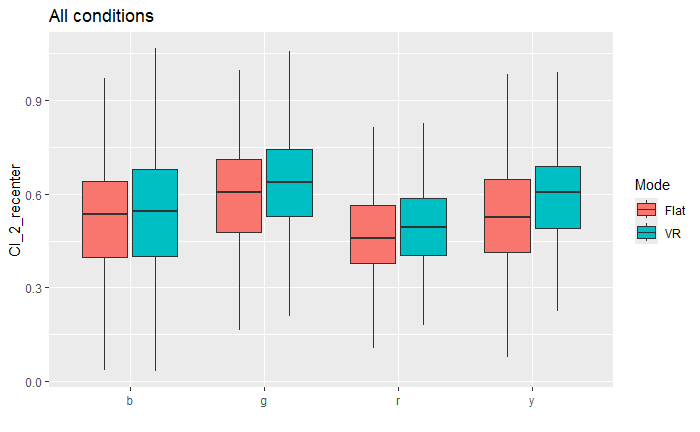 All conditions
CI_2_recenter
0.9
0.6
0.3
0.0
b g r y
Mode
Flat
VR